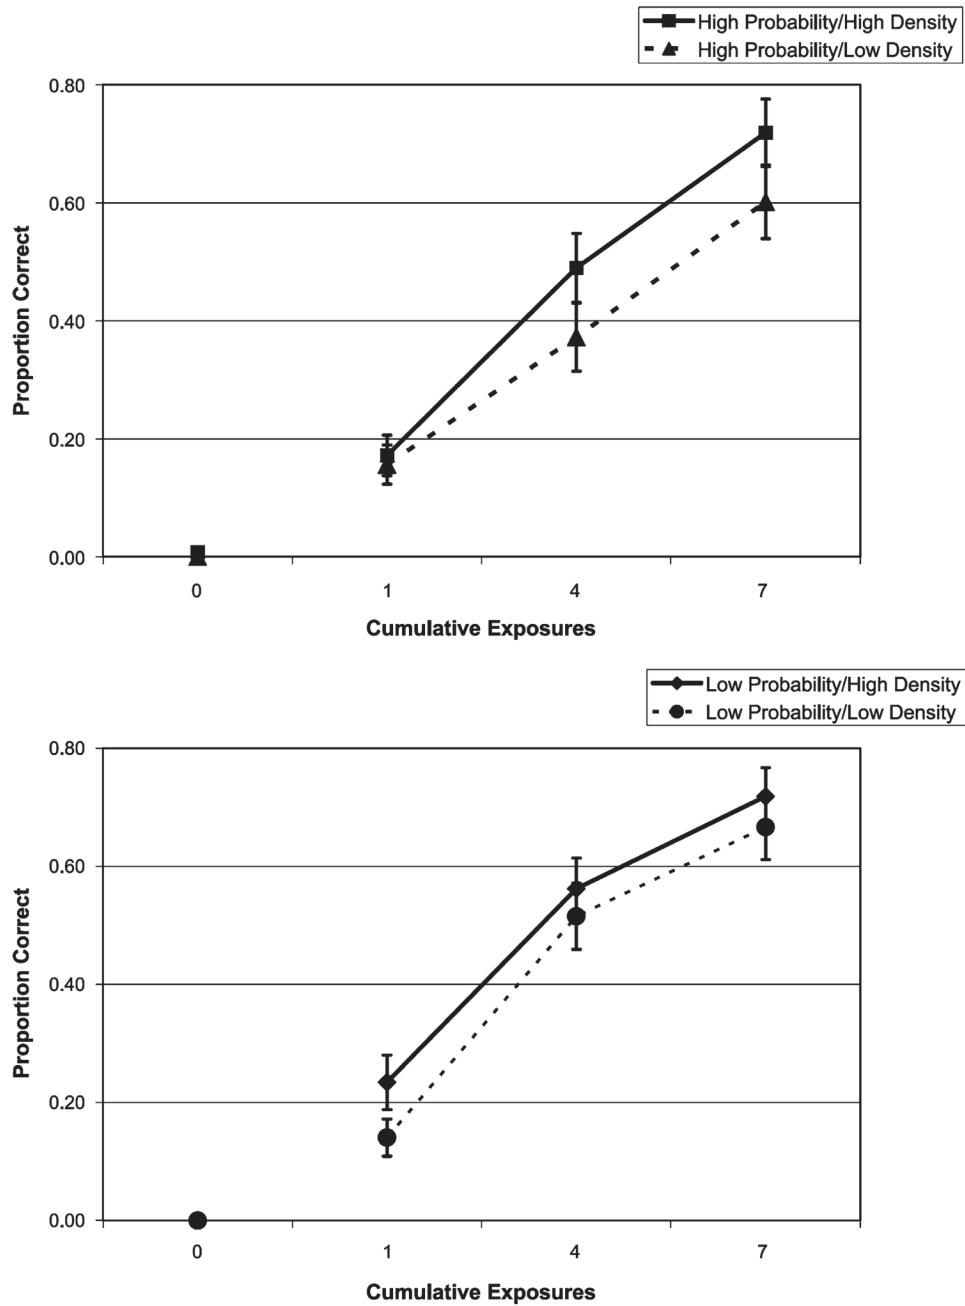 High Probability/High Density
High Probability/Low Density
0.80
0.60
0.40
0.20
0.00
Proportion Correct
0 1 4 7
Cumulative Exposures
Low Probability/High Density
Low Probability/Low Density
0.80
0.60
0.40
0.20
0.00
Proportion Correct
0 1 4 7
Cumulative Exposures